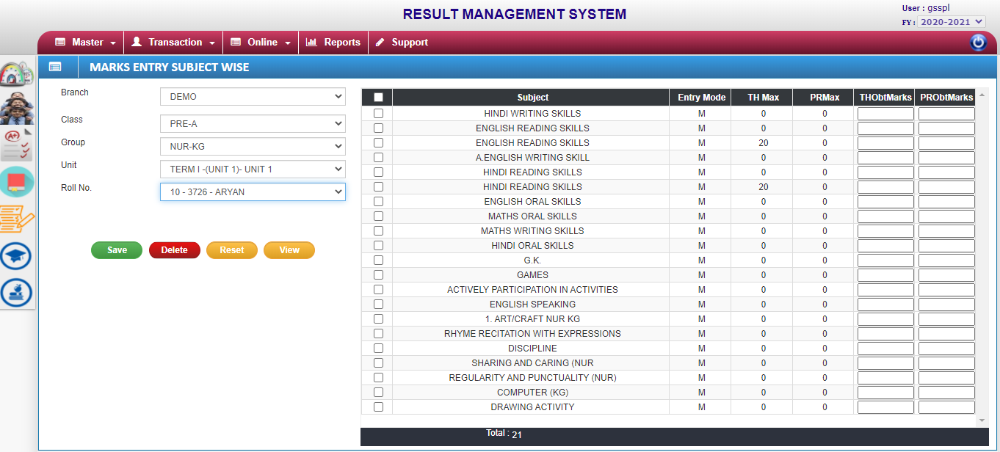 RESULT MANAGEMENT SYSTEM
User : gsspl
FY : 2020-2021
Master Transaction Online Reports Support
MARKS ENTRY SUBJECT WISE
Branch DEMO
Class PRE-A
Group NUR-KG
Unit TERM I -(UNIT 1)- UNIT 1
Roll No. 10 - 3726 - ARYAN
Save Delete Reset View
Subject Entry Mode TH Max PRMax THObtMarks PRObtMarks
HINDI WRITING SKILLS M 0 0
ENGLISH READING SKILLS M 0 0
ENGLISH READING SKILLS M 20 0
A.ENGLISH WRITING SKILL M 0 0
HINDI READING SKILLS M 0 0
HINDI READING SKILLS M 20 0
ENGLISH ORAL SKILLS M 0 0
MATHS ORAL SKILLS M 0 0
MATHS WRITING SKILLS M 0 0
HINDI ORAL SKILLS M 0 0
G.K. M 0 0
GAMES M 0 0
ACTIVELY PARTICIPATION IN ACTIVITIES M 0 0
ENGLISH SPEAKING M 0 0
1. ART/CRAFT NUR KG M 0 0
RHYME RECITATION WITH EXPRESSIONS M 0 0
DISCIPLINE M 0 0
SHARING AND CARING (NUR M 0 0
REGULARITY AND PUNCTUALITY (NUR) M 0 0
COMPUTER (KG) M 0 0
DRAWING ACTIVITY M 0 0
Total : 21
A+